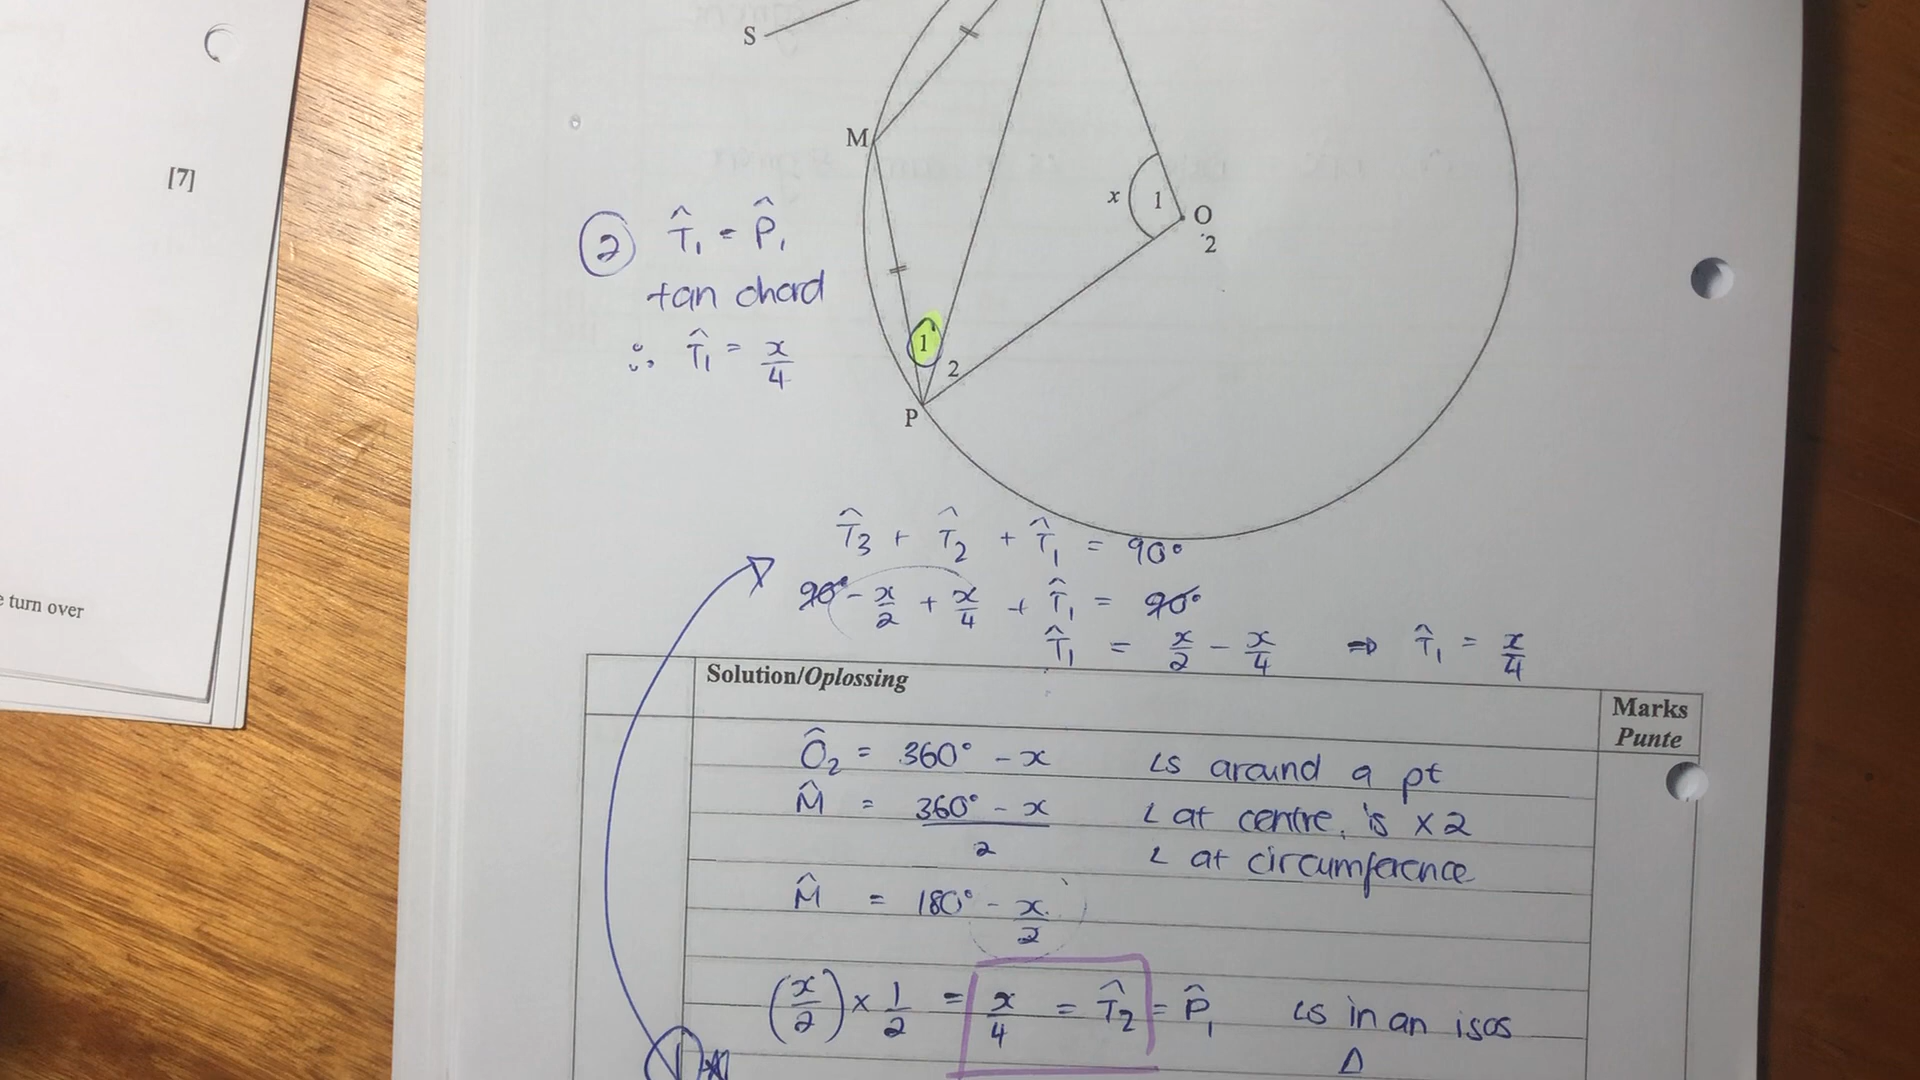 S
M
[7]
x
1
O
2
② T̂₁ = P̂₁
tan chord
∴ T̂₁ = x/4
1
2
P
T̂₃ + T̂₂ + T̂₁ = 90°
90° - x/2 + x/4 + T̂₁ = 90°
T̂₁ = x/2 - x/4 ⇒ T̂₁ = x/4
turn over
Solution/Oplossing
Marks
Punte
Ô₂ = 360° - x ∠s around a pt
M̂ = (360° - x)/2 ∠ at centre is ×2
∠ at circumference
M̂ = 180° - x/2
(x/2) × 1/2 = x/4 = T̂₂ = P̂₁ ∠s in an isos
Δ